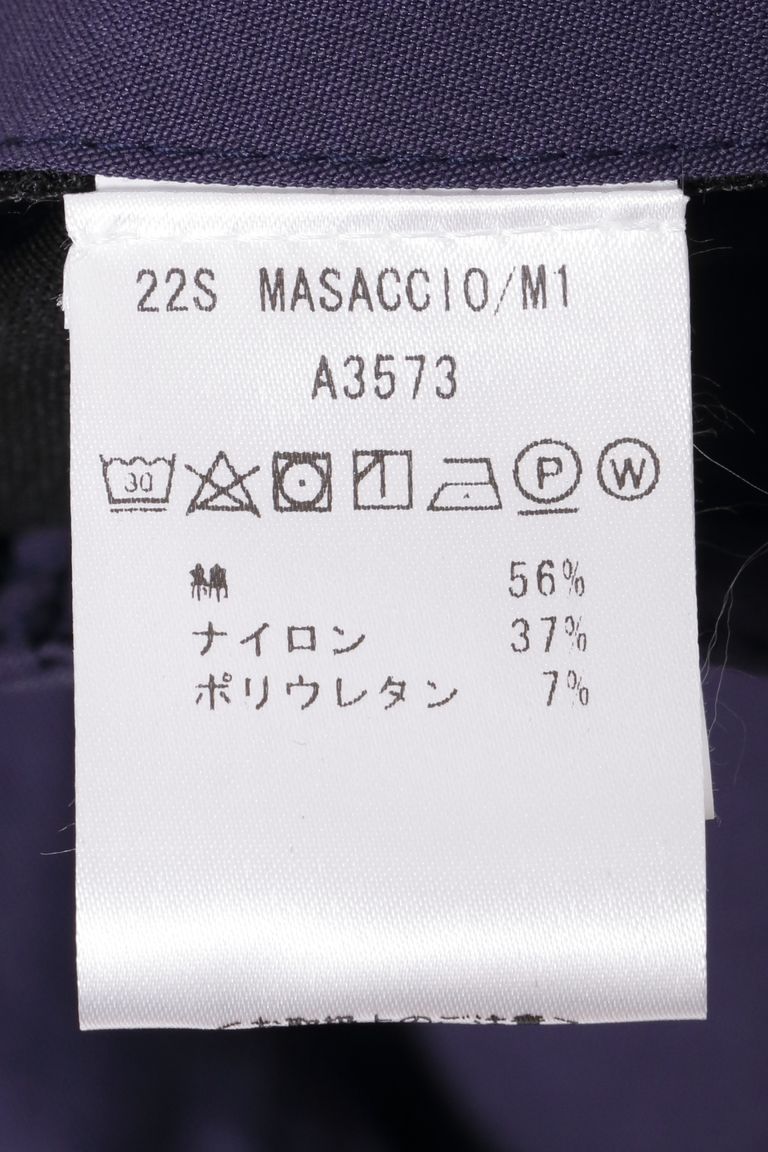 22S MASACCIO/M1
A3573
30 P W
綿 56%
ナイロン 37%
ポリウレタン 7%